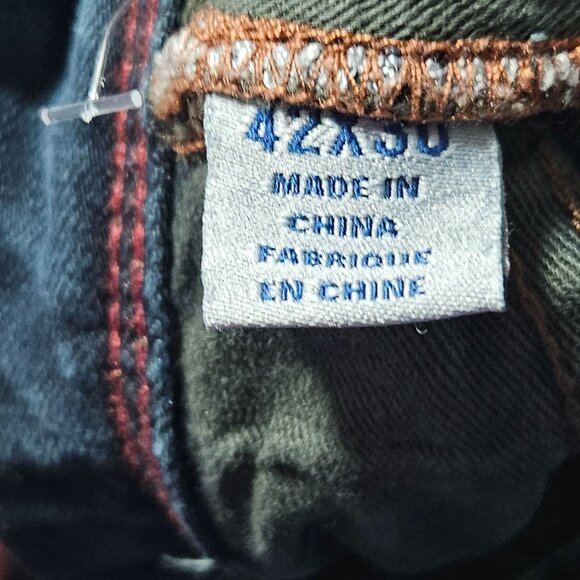 42X30
MADE IN
CHINA
FABRIQUE
EN CHINE